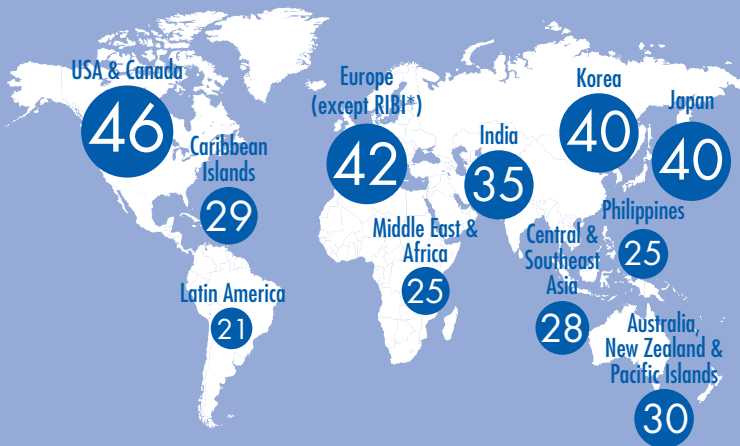 USA & Canada
46
Caribbean
Islands
29
Latin America
21
Europe
(except RIBI*)
42
Middle East &
Africa
25
India
35
Korea
40
Japan
40
Philippines
25
Central &
Southeast
Asia
28
Australia,
New Zealand &
Pacific Islands
30